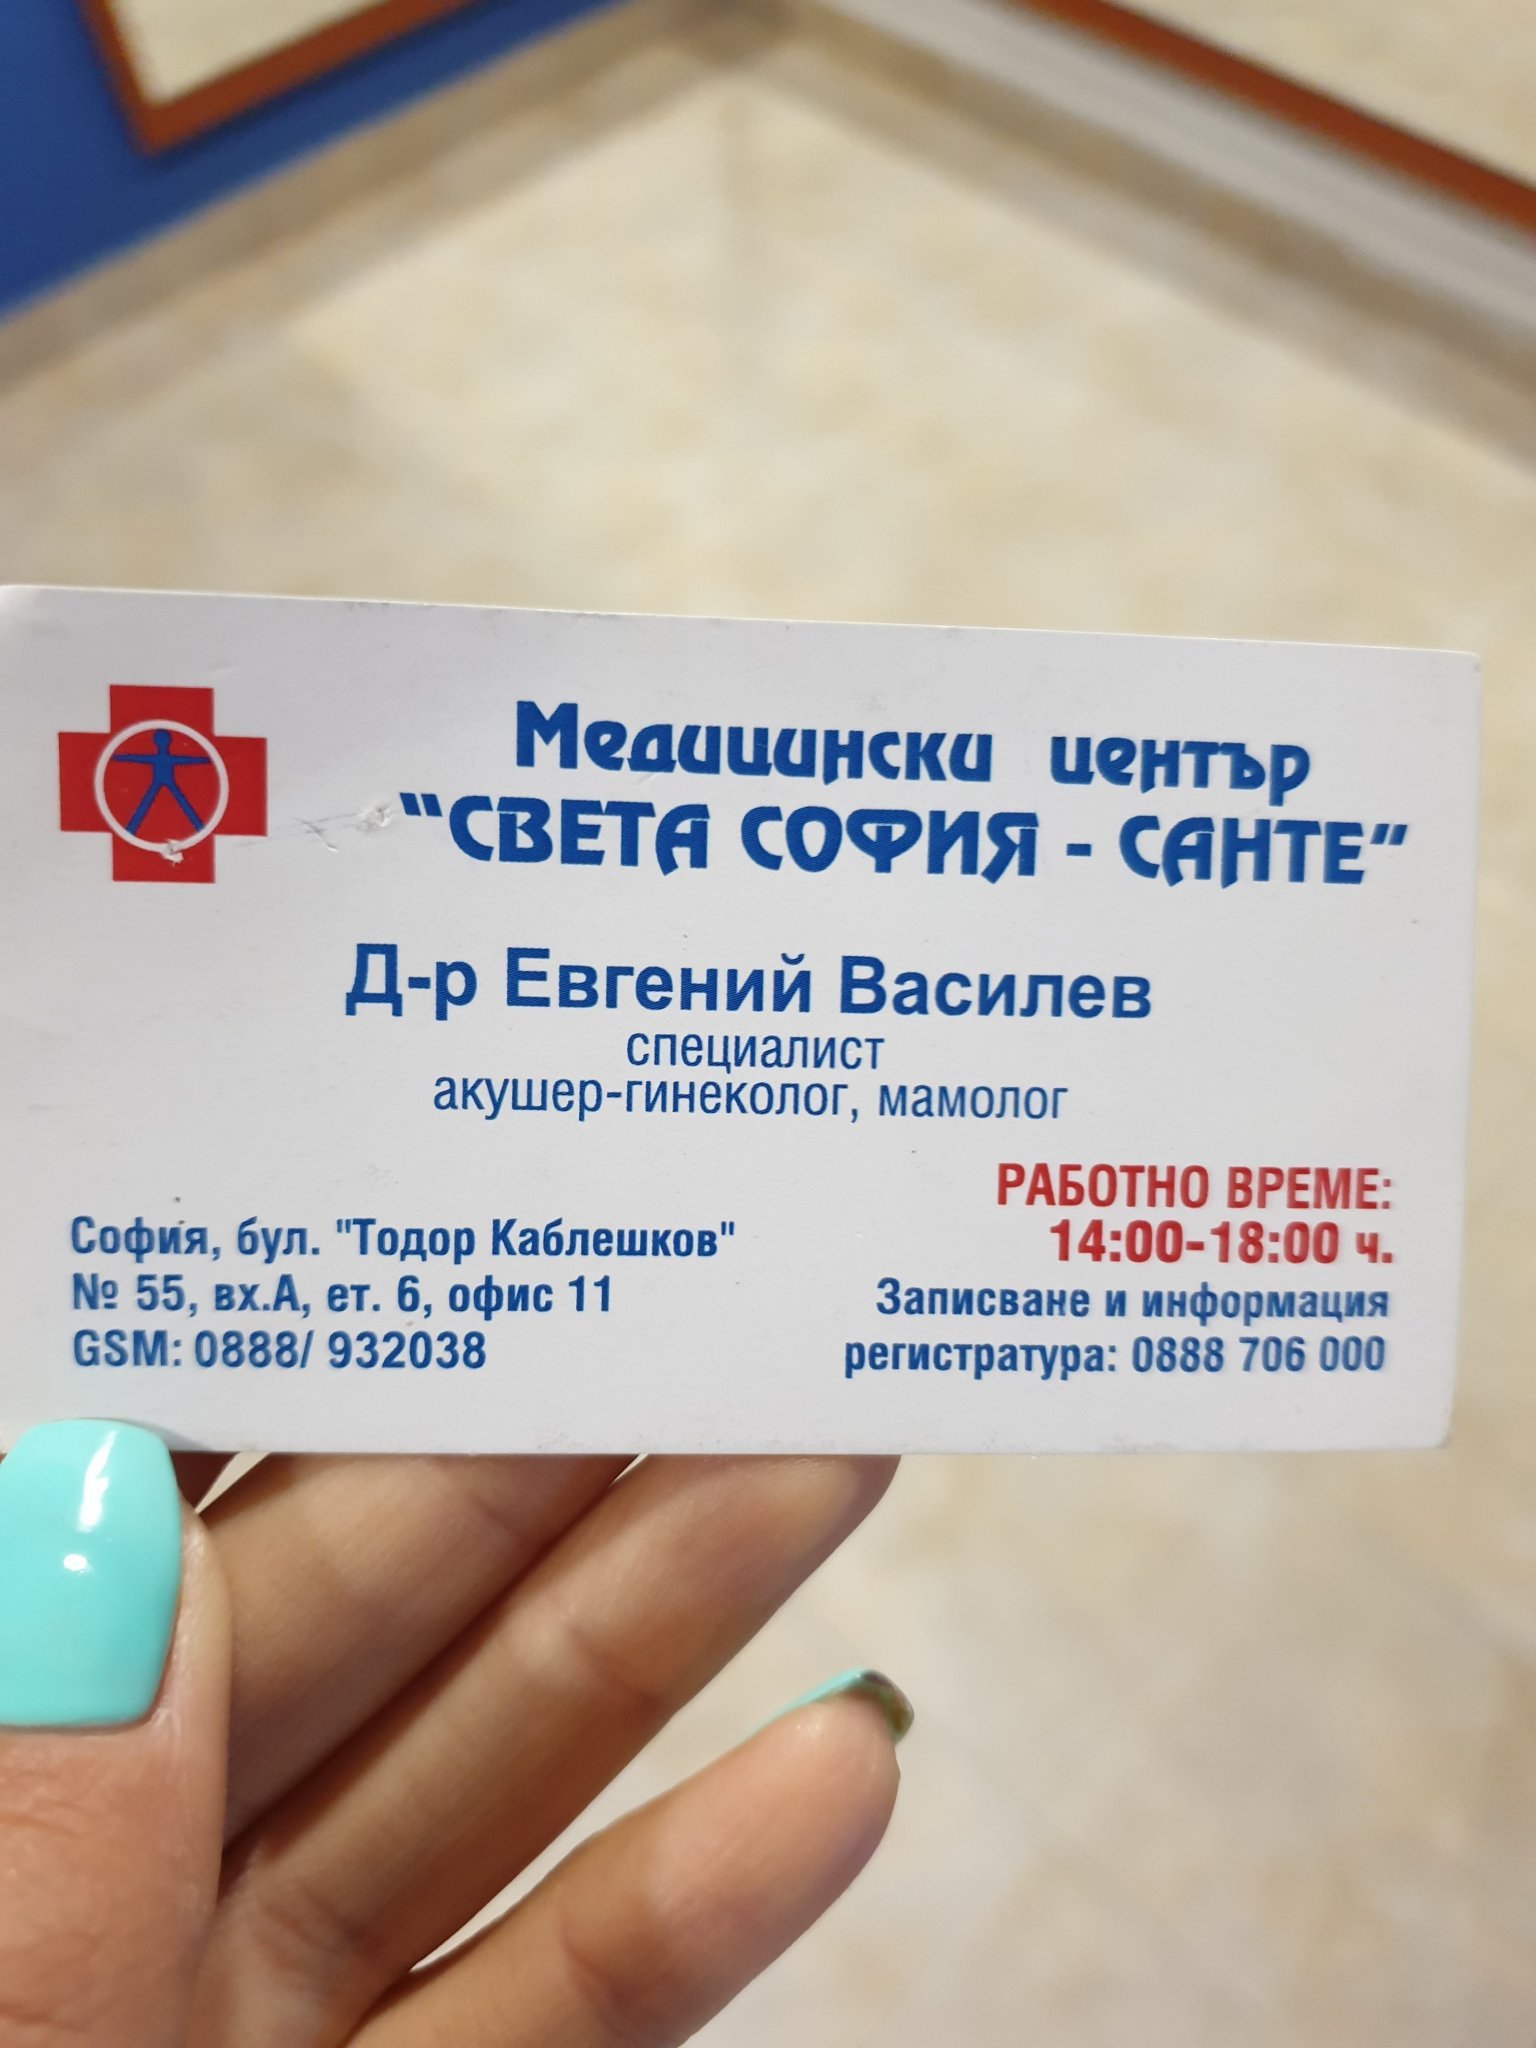 Медицински център
"СВЕТА СОФИЯ - САНТЕ"
Д-р Евгений Василев
специалист
акушер-гинеколог, мамолог
София, бул. "Тодор Каблешков"
№ 55, вх.А, ет. 6, офис 11
GSM: 0888/ 932038
РАБОТНО ВРЕМЕ:
14:00-18:00 ч.
Записване и информация
регистратура: 0888 706 000